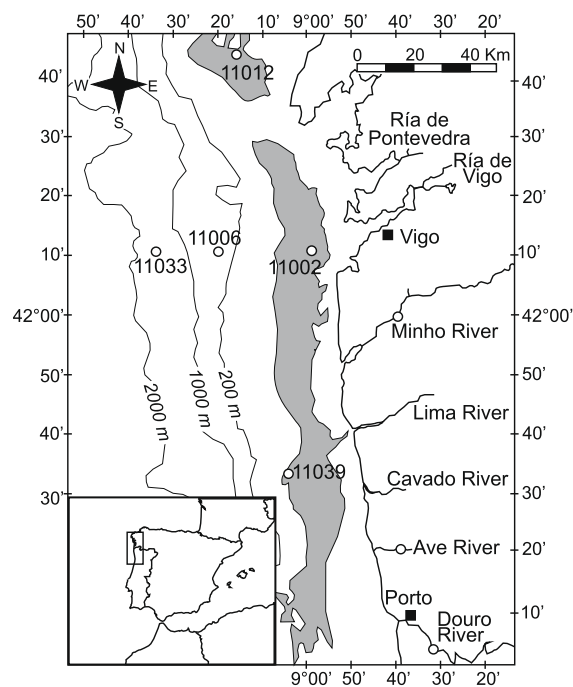 50' 40' 30' 20' 10' 9°00' 50' 40' 30' 20'
N
W E
S
11012
0 20 40 Km
40' 40'
Ría de
Pontevedra
30' 30'
Ría de
Vigo
20' 20'
11006
Vigo
10' 10'
11033
11002
42°00' 42°00'
Minho River
50' 50'
2000 m
1000 m
200 m
Lima River
40' 40'
11039
Cavado River
30' 30'
Ave River
20'
Porto
10'
Douro
River
9°00' 50' 40' 30' 20'